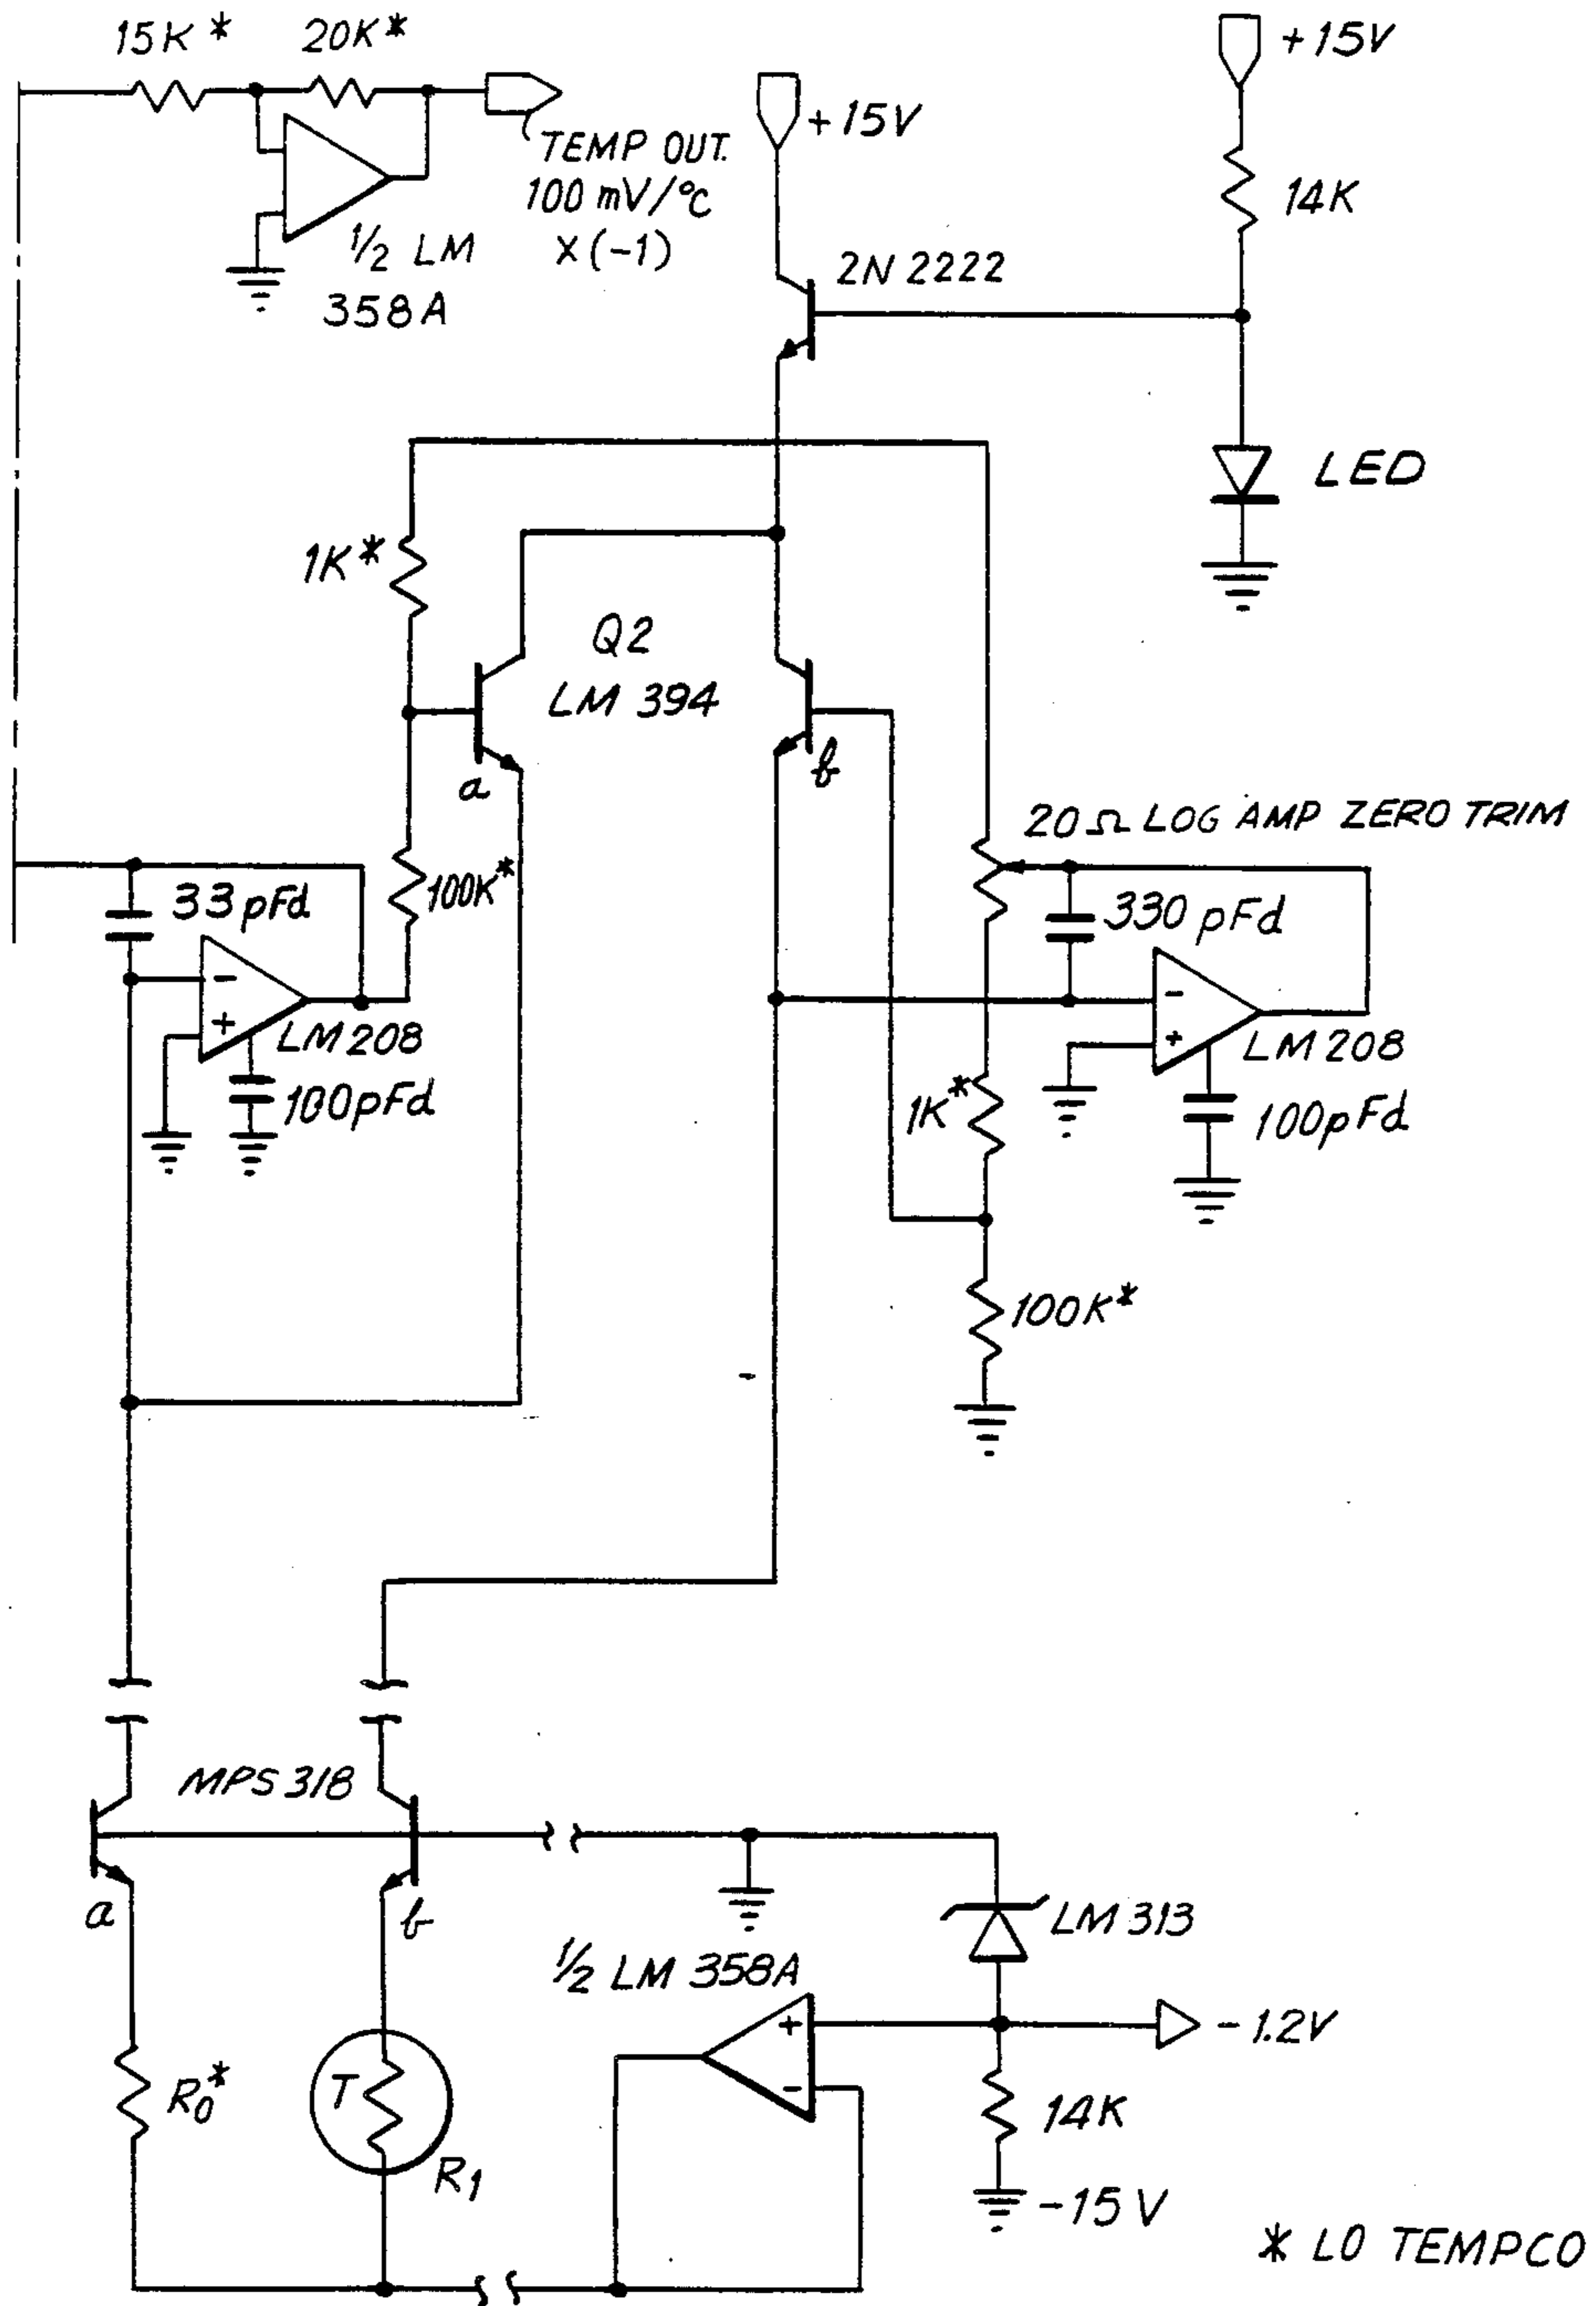 15K *
20K *
+15V
+15V
TEMP OUT.
100 mV/°C
X (-1)
½ LM
358A
14K
2N 2222
LED
1K *
Q2
LM 394
a
b
20 Ω LOG AMP ZERO TRIM
33 pFd
100K *
330 pFd
-
+
LM 208
100pFd
-
+
LM 208
100pFd
1K *
100K *
MPS 318
a
b
LM 313
½ LM 358A
+
-
-1.2V
R0 *
T
R1
14K
-15 V
* LO TEMPCO